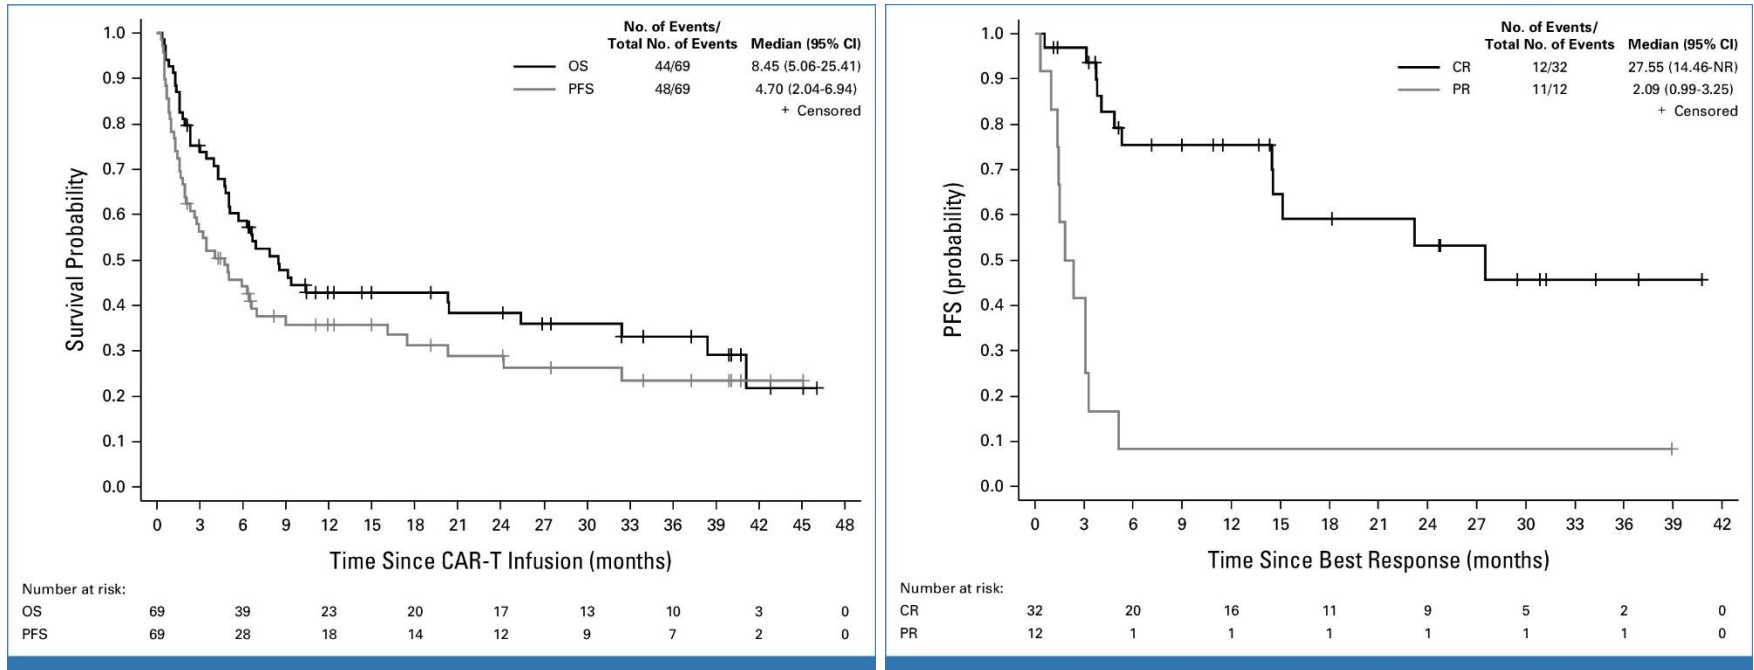 No. of Events/
Total No. of Events Median (95% CI)
OS 44/69 8.45 (5.06-25.41)
PFS 48/69 4.70 (2.04-6.94)
+ Censored
Survival Probability
1.0
0.9
0.8
0.7
0.6
0.5
0.4
0.3
0.2
0.1
0.0
0 3 6 9 12 15 18 21 24 27 30 33 36 39 42 45 48
Time Since CAR-T Infusion (months)
Number at risk:
OS 69 39 23 20 17 13 10 3 0
PFS 69 28 18 14 12 9 7 2 0
No. of Events/
Total No. of Events Median (95% CI)
CR 12/32 27.55 (14.46-NR)
PR 11/12 2.09 (0.99-3.25)
+ Censored
PFS (probability)
1.0
0.9
0.8
0.7
0.6
0.5
0.4
0.3
0.2
0.1
0.0
0 3 6 9 12 15 18 21 24 27 30 33 36 39 42
Time Since Best Response (months)
Number at risk:
CR 32 20 16 11 9 5 2 0
PR 12 1 1 1 1 1 1 0